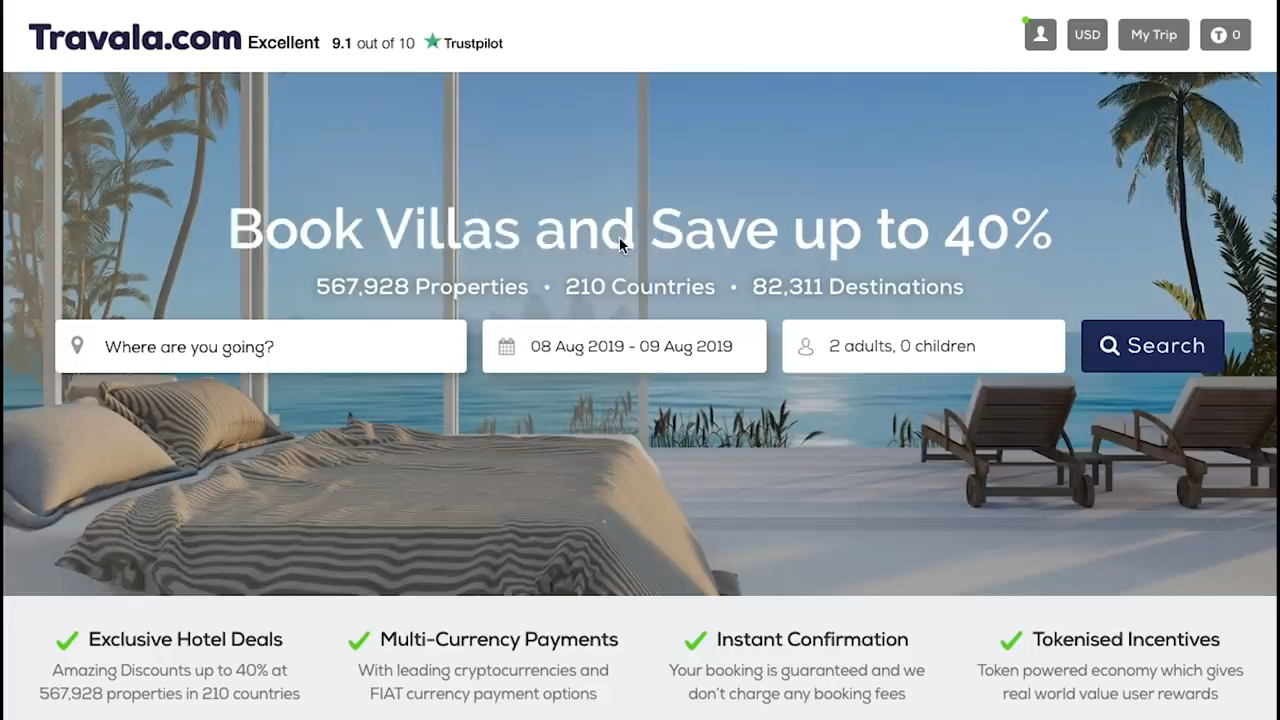 Travala.com Excellent 9.1 out of 10 Trustpilot
USD My Trip T 0
Book Villas and Save up to 40%
567,928 Properties • 210 Countries • 82,311 Destinations
Where are you going? 08 Aug 2019 - 09 Aug 2019 2 adults, 0 children Search
Exclusive Hotel Deals
Amazing Discounts up to 40% at
567,928 properties in 210 countries
Multi-Currency Payments
With leading cryptocurrencies and
FIAT currency payment options
Instant Confirmation
Your booking is guaranteed and we
don't charge any booking fees
Tokenised Incentives
Token powered economy which gives
real world value user rewards